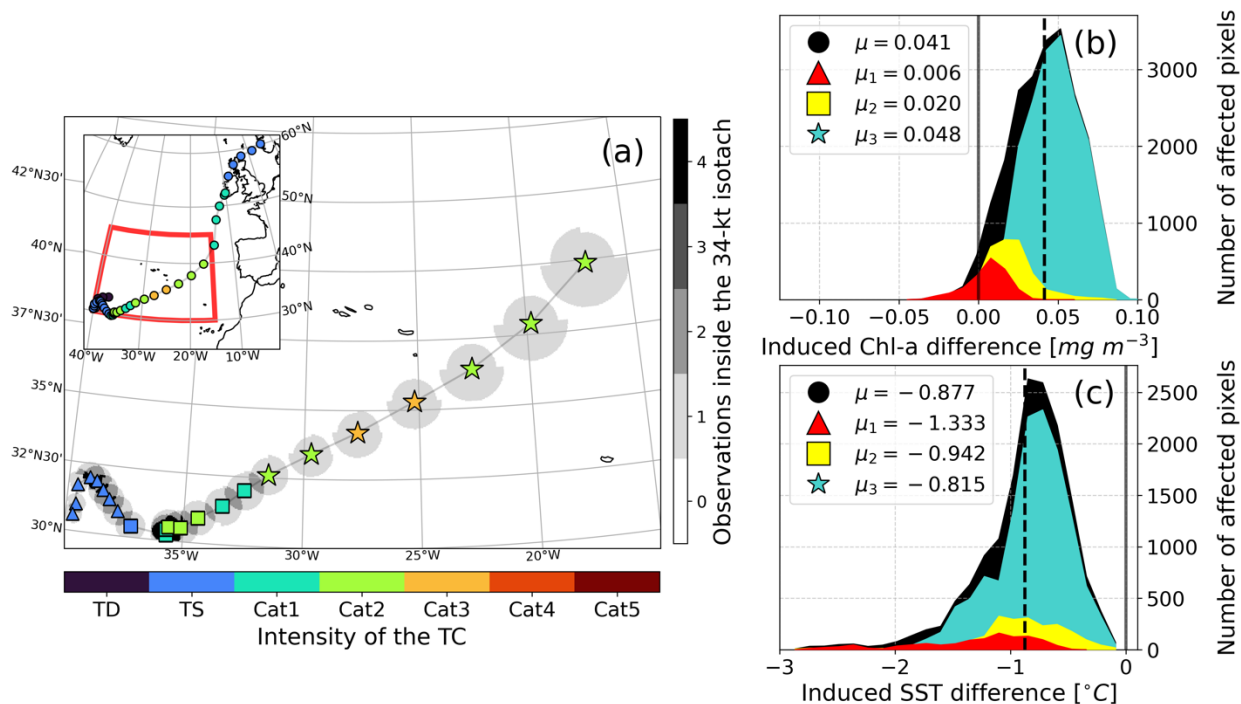 (a)
60°N
50°N
40°N
30°N
40°W 30°W 20°W 10°W
42°N30'
40°N
37°N30'
35°N
32°N30'
30°N
35°W 30°W 25°W 20°W
4
3
2
1
0
Observations inside the 34-kt isotach
TD TS Cat1 Cat2 Cat3 Cat4 Cat5
Intensity of the TC
(b)
μ = 0.041
μ₁ = 0.006
μ₂ = 0.020
μ₃ = 0.048
3000
2000
1000
0
Number of affected pixels
−0.10 −0.05 0.00 0.05 0.10
Induced Chl-a difference [mg m⁻³]
(c)
μ = −0.877
μ₁ = −1.333
μ₂ = −0.942
μ₃ = −0.815
2500
2000
1500
1000
500
0
Number of affected pixels
−3 −2 −1 0
Induced SST difference [°C]